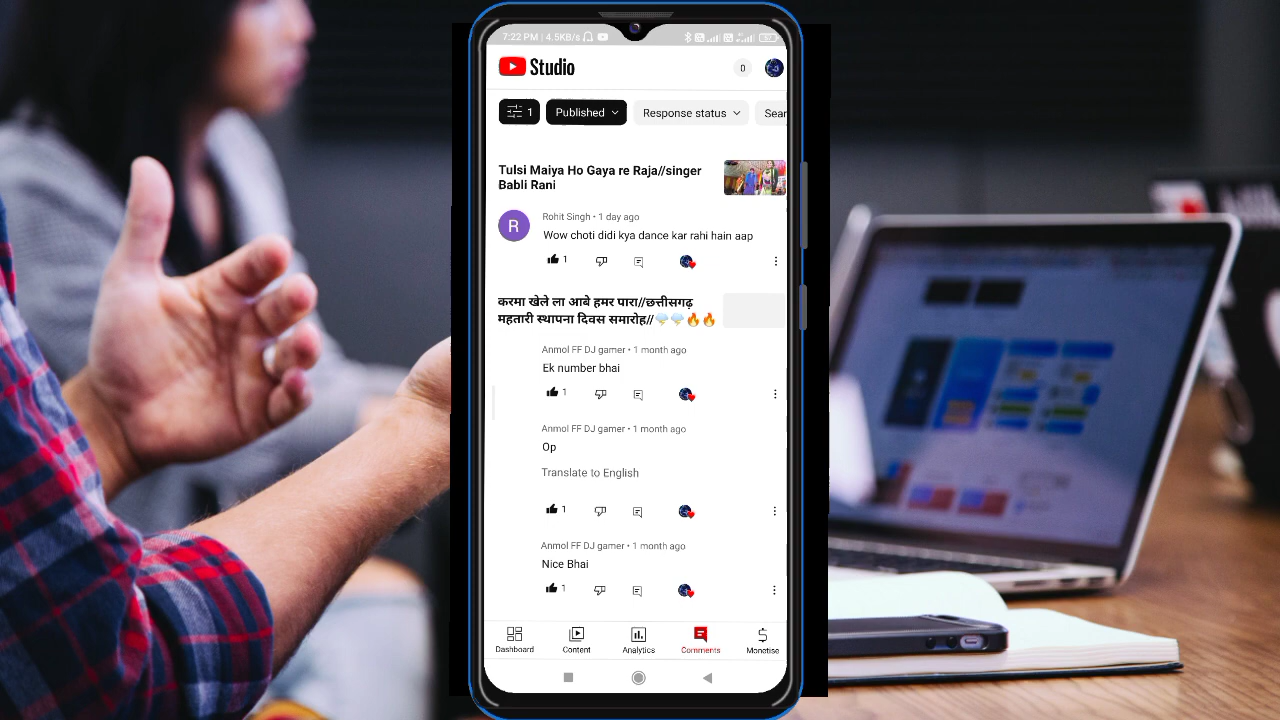 7:22 PM | 4.5KB/s
Studio
0
1
Published
Response status
Sear
Tulsi Maiya Ho Gaya re Raja//singer
Babli Rani
R
Rohit Singh • 1 day ago
Wow choti didi kya dance kar rahi hain aap
1
करमा खेले ला आबे हमर पारा//छत्तीसगढ़
महतारी स्थापना दिवस समारोह//🌩️🌩️🔥🔥
Anmol FF DJ gamer • 1 month ago
Ek number bhai
1
Anmol FF DJ gamer • 1 month ago
Op
Translate to English
1
Anmol FF DJ gamer • 1 month ago
Nice Bhai
1
Dashboard
Content
Analytics
Comments
Monetise